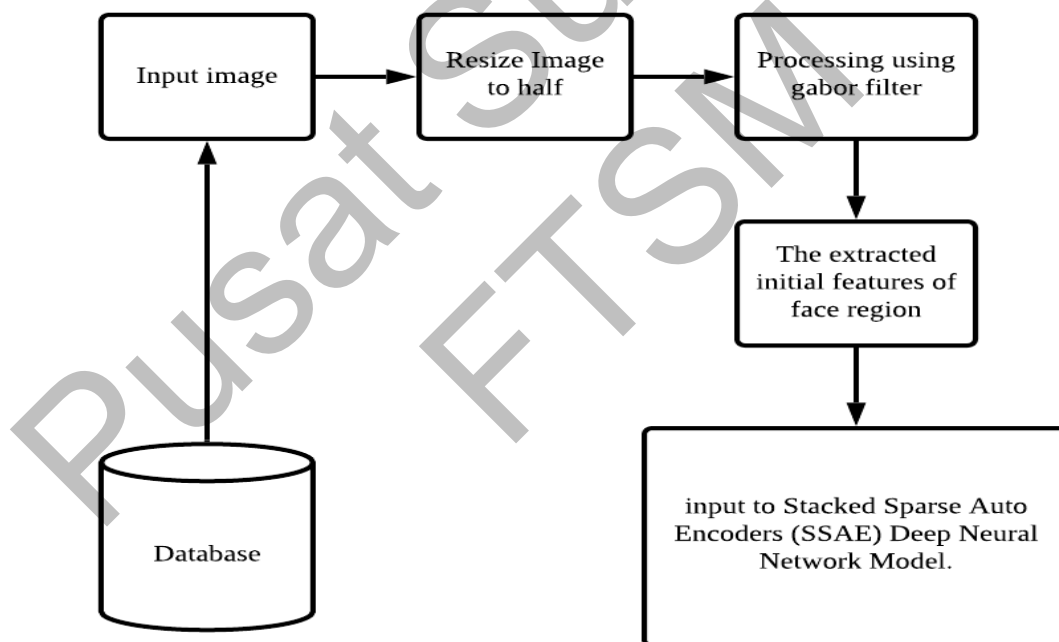 Input image
Resize Image
to half
Processing using
gabor filter
The extracted
initial features of
face region
input to Stacked Sparse Auto
Encoders (SSAE) Deep Neural
Network Model.
Database
Pusat
FTSM